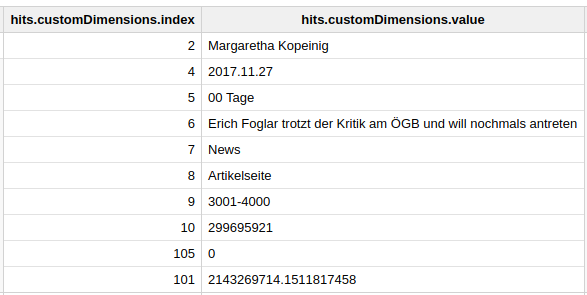 hits.customDimensions.index hits.customDimensions.value
2 Margaretha Kopeinig
4 2017.11.27
5 00 Tage
6 Erich Foglar trotzt der Kritik am ÖGB und will nochmals antreten
7 News
8 Artikelseite
9 3001-4000
10 299695921
105 0
101 2143269714.1511817458